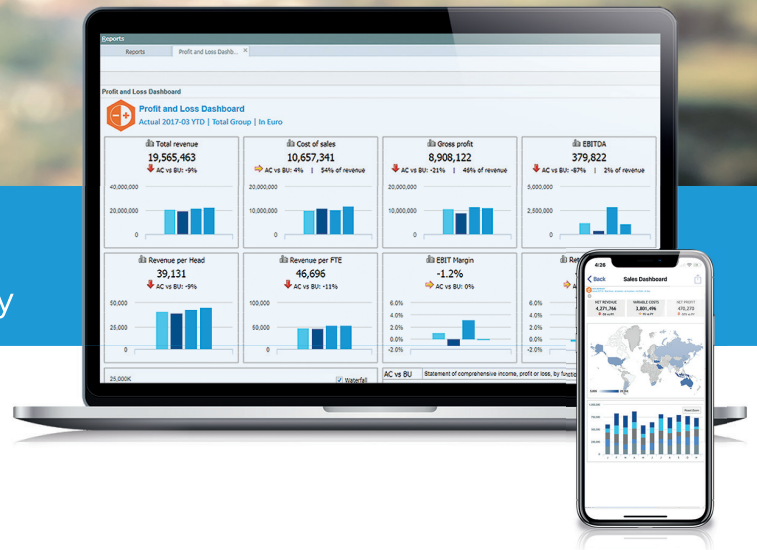 Reports
Reports
Profit and Loss Dashb...
Profit and Loss Dashboard
Profit and Loss Dashboard
Actual 2017-03 YTD | Total Group | In Euro
Total revenue
19,565,463
AC vs BU: -9%
40,000,000
20,000,000
0
Cost of sales
10,657,341
AC vs BU: 4% | 54% of revenue
20,000,000
10,000,000
0
Gross profit
8,908,122
AC vs BU: -21% | 46% of revenue
20,000,000
10,000,000
0
EBITDA
379,822
AC vs BU: -87% | 2% of revenue
5,000,000
2,500,000
0
Revenue per Head
39,131
AC vs BU: -9%
50,000
25,000
0
Revenue per FTE
46,696
AC vs BU: -11%
100,000
50,000
0
EBIT Margin
-1.2%
AC vs BU: 0%
6.0%
4.0%
2.0%
0.0%
-2.0%
6.0%
4.0%
2.0%
0.0%
-2.0%
25,000K
Waterfall
AC vs BU
Statement of comprehensive income, profit or loss, by
y
4:26
Back
Sales Dashboard
NET REVENUE
4,271,766
VARIABLE COSTS
3,801,496
NET PROFIT
470,270